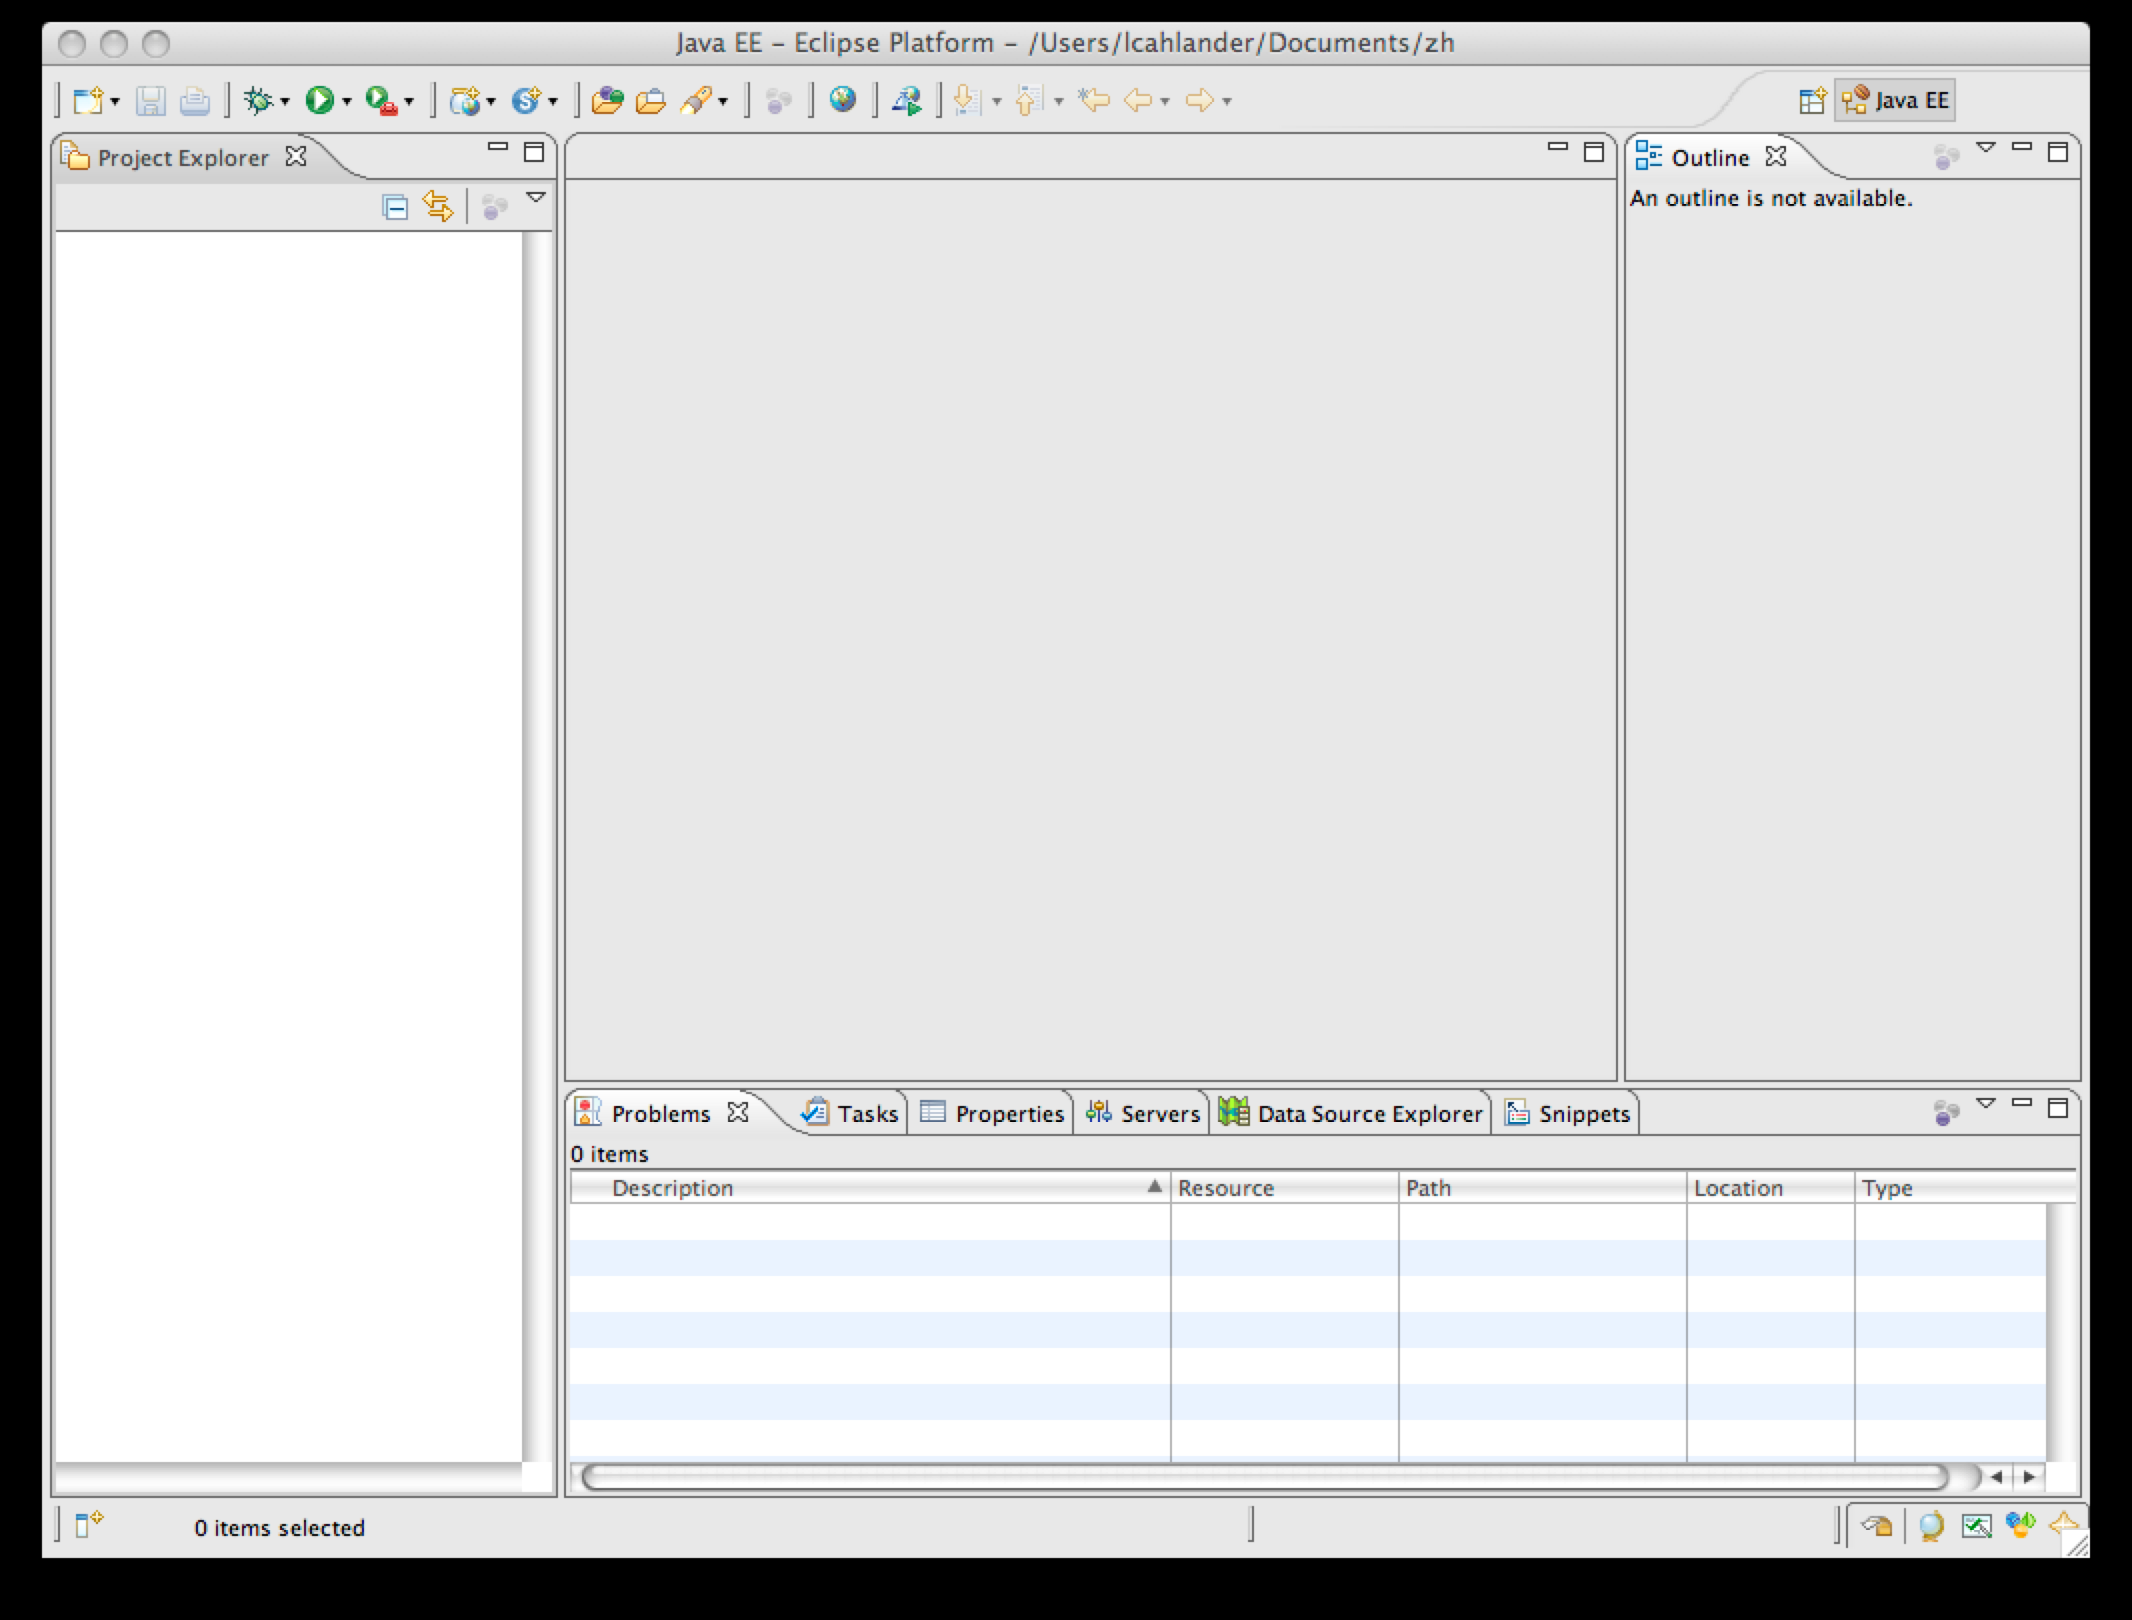 Java EE – Eclipse Platform – /Users/lcahlander/Documents/zh
Java EE
Project Explorer
Outline
An outline is not available.
Problems Tasks Properties Servers Data Source Explorer Snippets
0 items
Description Resource Path Location Type
0 items selected